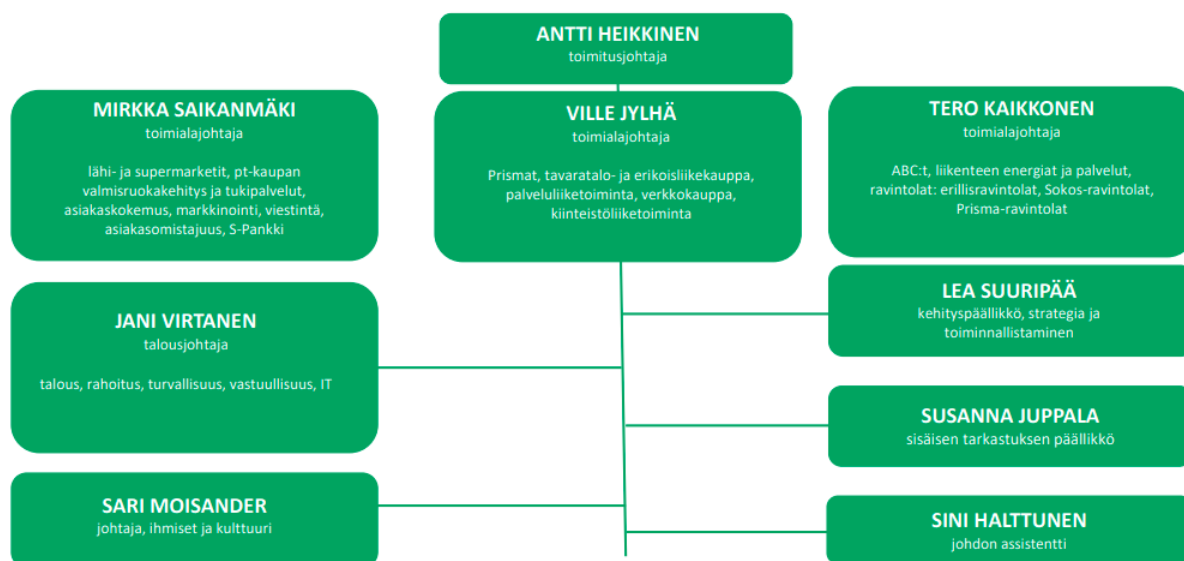 ANTTI HEIKKINEN
toimitusjohtaja
MIRKKA SAIKANMÄKI
toimialajohtaja
lähi- ja supermarketit, pt-kaupan
valmisruokakehitys ja tukipalvelut,
asiakaskokemus, markkinointi, viestintä,
asiakasomistajuus, S-Pankki
VILLE JYLHÄ
toimialajohtaja
Prismat, tavaratalo- ja erikoisliikekauppa,
palveluliiketoiminta, verkkokauppa,
kiinteistöliiketoiminta
TERO KAIKKONEN
toimialajohtaja
ABC:t, liikenteen energiat ja palvelut,
ravintolat: erillisravintolat, Sokos-ravintolat,
Prisma-ravintolat
JANI VIRTANEN
talousjohtaja
talous, rahoitus, turvallisuus, vastuullisuus, IT
LEA SUURIPÄÄ
kehityspäällikkö, strategia ja
toiminnallistaminen
SUSANNA JUPPALA
sisäisen tarkastuksen päällikkö
SARI MOISANDER
johtaja, ihmiset ja kulttuuri
SINI HALTTUNEN
johdon assistentti